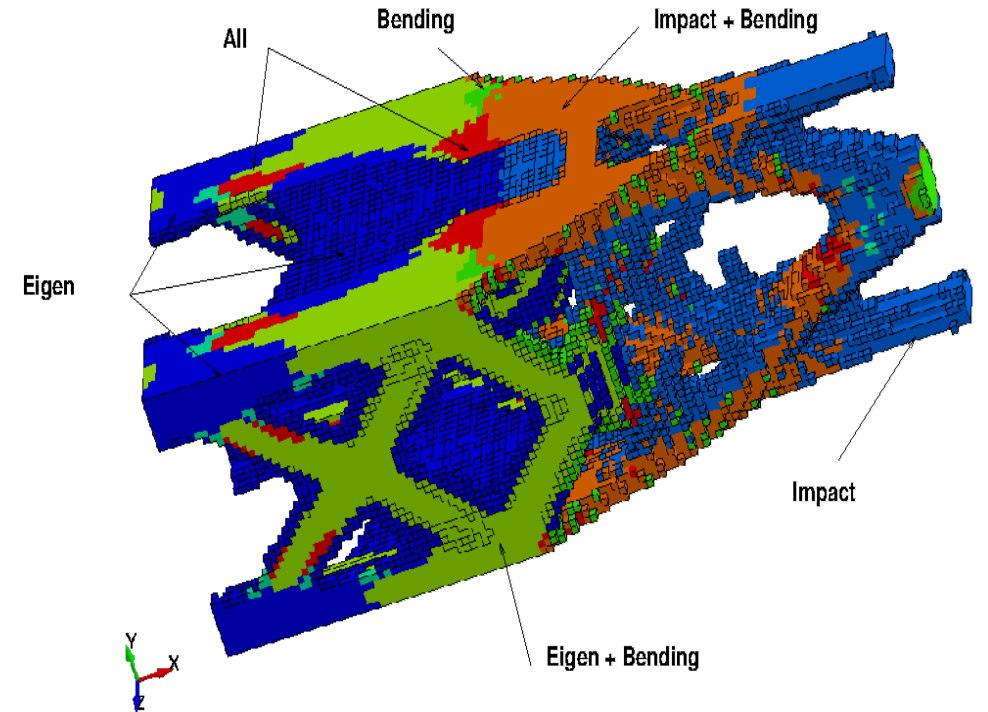 Bending
Impact + Bending
All
Eigen
Impact
Eigen + Bending
Y
X
Z